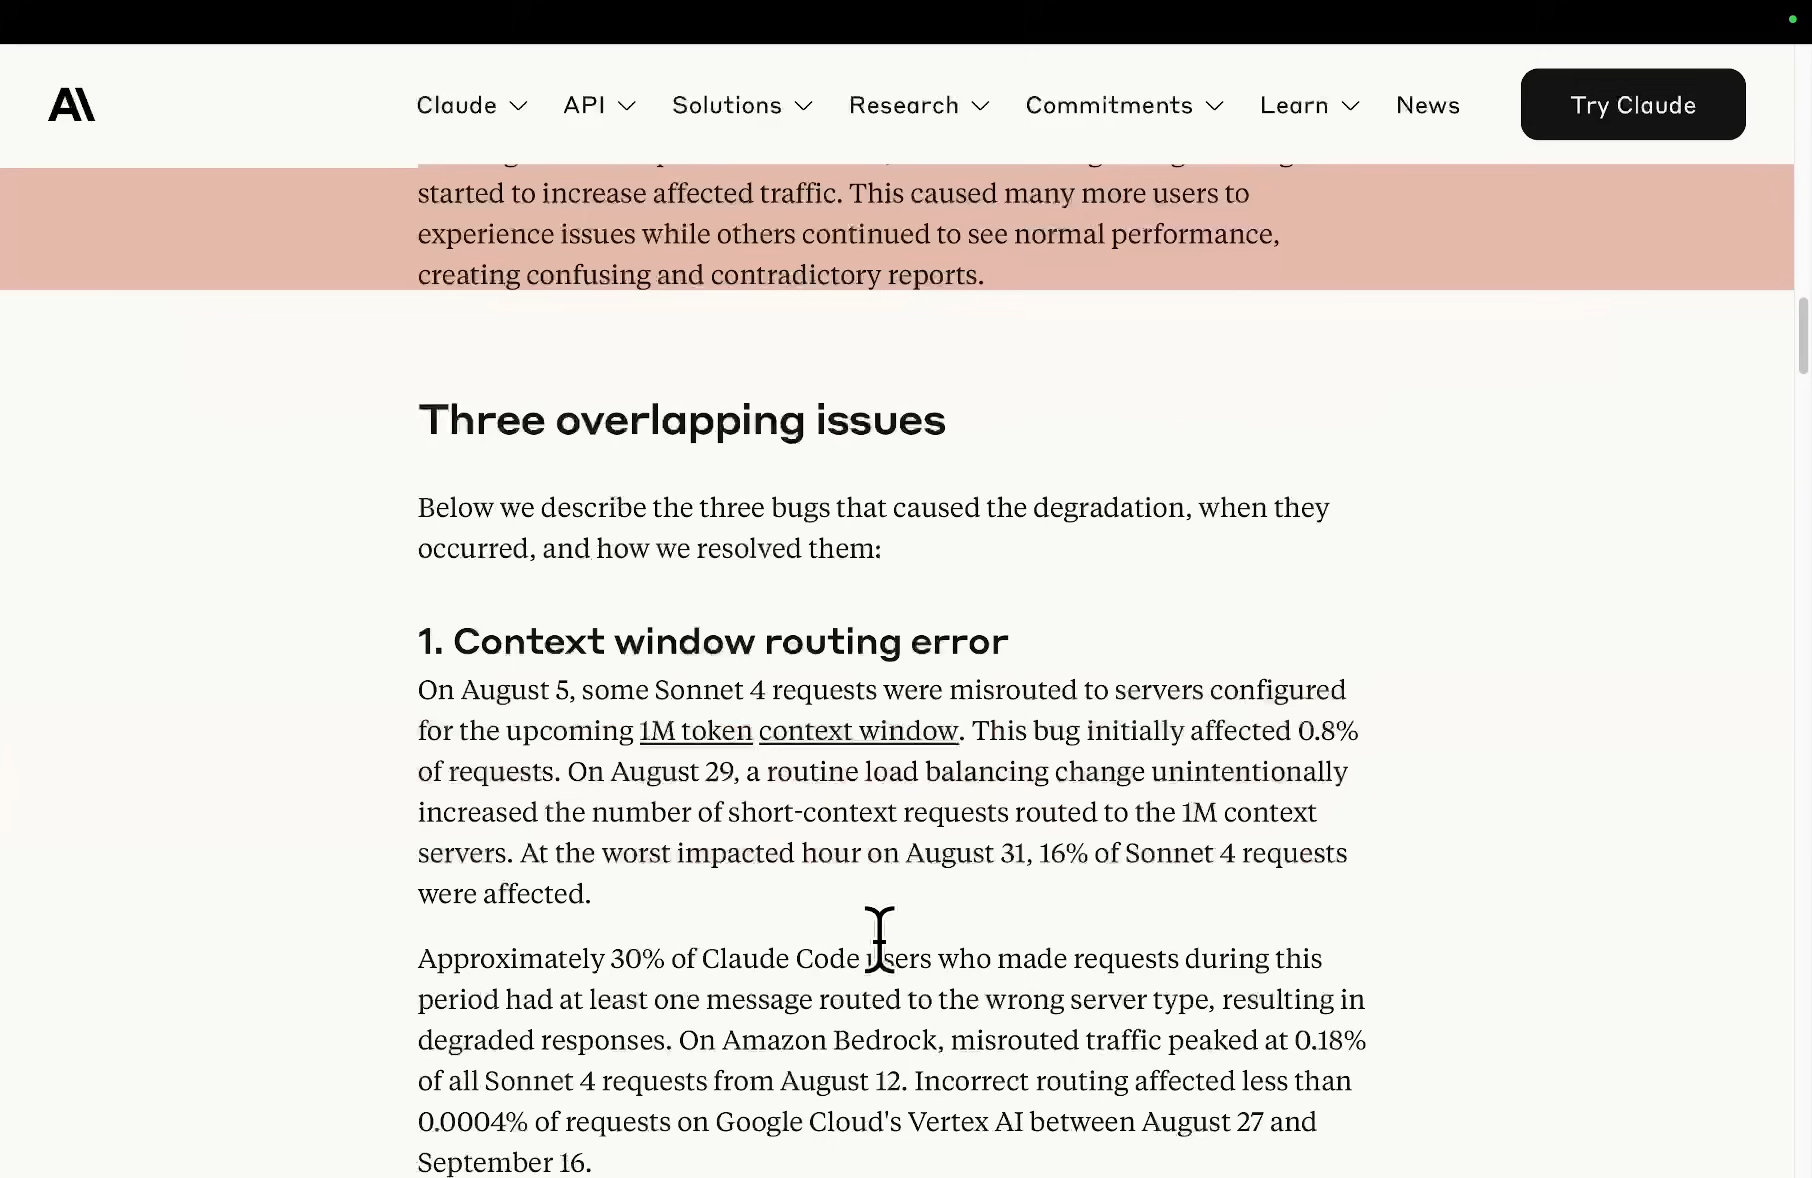 Claude API Solutions Research Commitments Learn News Try Claude
started to increase affected traffic. This caused many more users to
experience issues while others continued to see normal performance,
creating confusing and contradictory reports.
Three overlapping issues
Below we describe the three bugs that caused the degradation, when they
occurred, and how we resolved them:
1. Context window routing error
On August 5, some Sonnet 4 requests were misrouted to servers configured
for the upcoming 1M token context window. This bug initially affected 0.8%
of requests. On August 29, a routine load balancing change unintentionally
increased the number of short-context requests routed to the 1M context
servers. At the worst impacted hour on August 31, 16% of Sonnet 4 requests
were affected.
Approximately 30% of Claude Code users who made requests during this
period had at least one message routed to the wrong server type, resulting in
degraded responses. On Amazon Bedrock, misrouted traffic peaked at 0.18%
of all Sonnet 4 requests from August 12. Incorrect routing affected less than
0.0004% of requests on Google Cloud's Vertex AI between August 27 and
September 16.